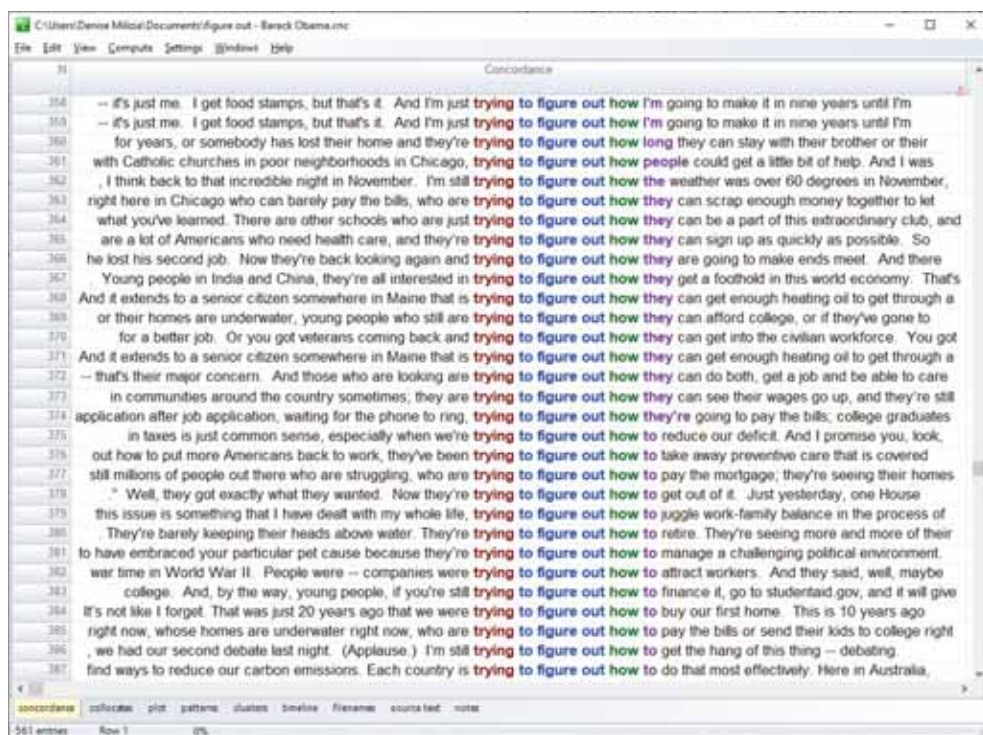 C:\Users\Denise Milizia\Documents\figure out - Barack Obama.cnc
File Edit View Compute Settings Windows Help
N Concordance
358 -- it's just me. I get food stamps, but that's it. And I'm just trying to figure out how I'm going to make it in nine years until I'm
359 -- it's just me. I get food stamps, but that's it. And I'm just trying to figure out how I'm going to make it in nine years until I'm
360 for years, or somebody has lost their home and they're trying to figure out how long they can stay with their brother or their
361 with Catholic churches in poor neighborhoods in Chicago, trying to figure out how people could get a little bit of help. And I was
362 , I think back to that incredible night in November. I'm still trying to figure out how the weather was over 60 degrees in November,
363 right here in Chicago who can barely pay the bills, who are trying to figure out how they can scrap enough money together to let
364 what you've learned. There are other schools who are just trying to figure out how they can be a part of this extraordinary club, and
365 are a lot of Americans who need health care, and they're trying to figure out how they can sign up as quickly as possible. So
366 he lost his second job. Now they're back looking again and trying to figure out how they are going to make ends meet. And there
367 Young people in India and China, they're all interested in trying to figure out how they get a foothold in this world economy. That's
368 And it extends to a senior citizen somewhere in Maine that is trying to figure out how they can get enough heating oil to get through a
369 or their homes are underwater, young people who still are trying to figure out how they can afford college, or if they've gone to
370 for a better job. Or you got veterans coming back and trying to figure out how they can get into the civilian workforce. You got
371 And it extends to a senior citizen somewhere in Maine that is trying to figure out how they can get enough heating oil to get through a
372 -- that's their major concern. And those who are looking are trying to figure out how they can do both, get a job and be able to care
373 in communities around the country sometimes; they are trying to figure out how they can see their wages go up, and they're still
374 application after job application, waiting for the phone to ring, trying to figure out how they're going to pay the bills; college graduates
375 in taxes is just common sense, especially when we're trying to figure out how to reduce our deficit. And I promise you, look,
376 out how to put more Americans back to work, they've been trying to figure out how to take away preventive care that is covered
377 still millions of people out there who are struggling, who are trying to figure out how to pay the mortgage; they're seeing their homes
378 ." Well, they got exactly what they wanted. Now they're trying to figure out how to get out of it. Just yesterday, one House
379 this issue is something that I have dealt with my whole life, trying to figure out how to juggle work-family balance in the process of
380 . They're barely keeping their heads above water. They're trying to figure out how to retire. They're seeing more and more of their
381 to have embraced your particular pet cause because they're trying to figure out how to manage a challenging political environment.
382 war time in World War II. People were -- companies were trying to figure out how to attract workers. And they said, well, maybe
383 college. And, by the way, young people, if you're still trying to figure out how to finance it, go to studentaid.gov, and it will give
384 It's not like I forget. That was just 20 years ago that we were trying to figure out how to buy our first home. This is 10 years ago
385 right now, whose homes are underwater right now, who are trying to figure out how to pay the bills or send their kids to college right
386 , we had our second debate last night. (Applause.) I'm still trying to figure out how to get the hang of this thing -- debating.
387 find ways to reduce our carbon emissions. Each country is trying to figure out how to do that most effectively. Here in Australia,
concordance collocates plot patterns clusters timeline filenames source text notes
561 entries Row 1 0%